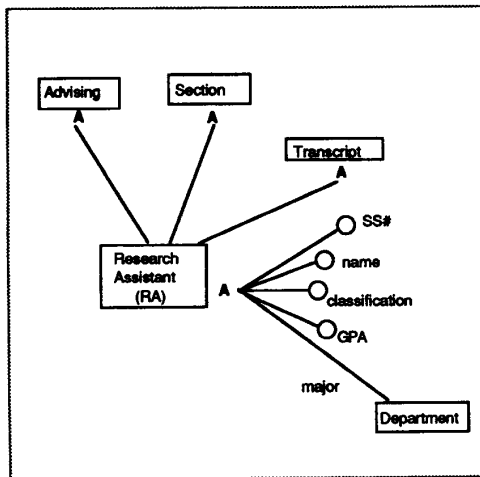 Advising
Section
A
A
Transcript
A
SS#
Research
Assistant
(RA)
A
name
classification
GPA
major
Department